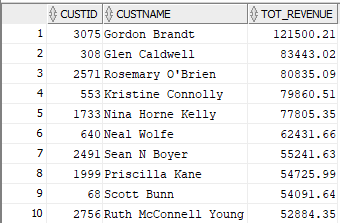 CUSTID CUSTNAME TOT_REVENUE
1 3075 Gordon Brandt 121500.21
2 308 Glen Caldwell 83443.02
3 2571 Rosemary O'Brien 80835.09
4 553 Kristine Connolly 79860.51
5 1733 Nina Horne Kelly 77805.35
6 640 Neal Wolfe 62431.66
7 2491 Sean N Boyer 55241.63
8 1999 Priscilla Kane 54725.99
9 68 Scott Bunn 54091.64
10 2756 Ruth McConnell Young 52884.35